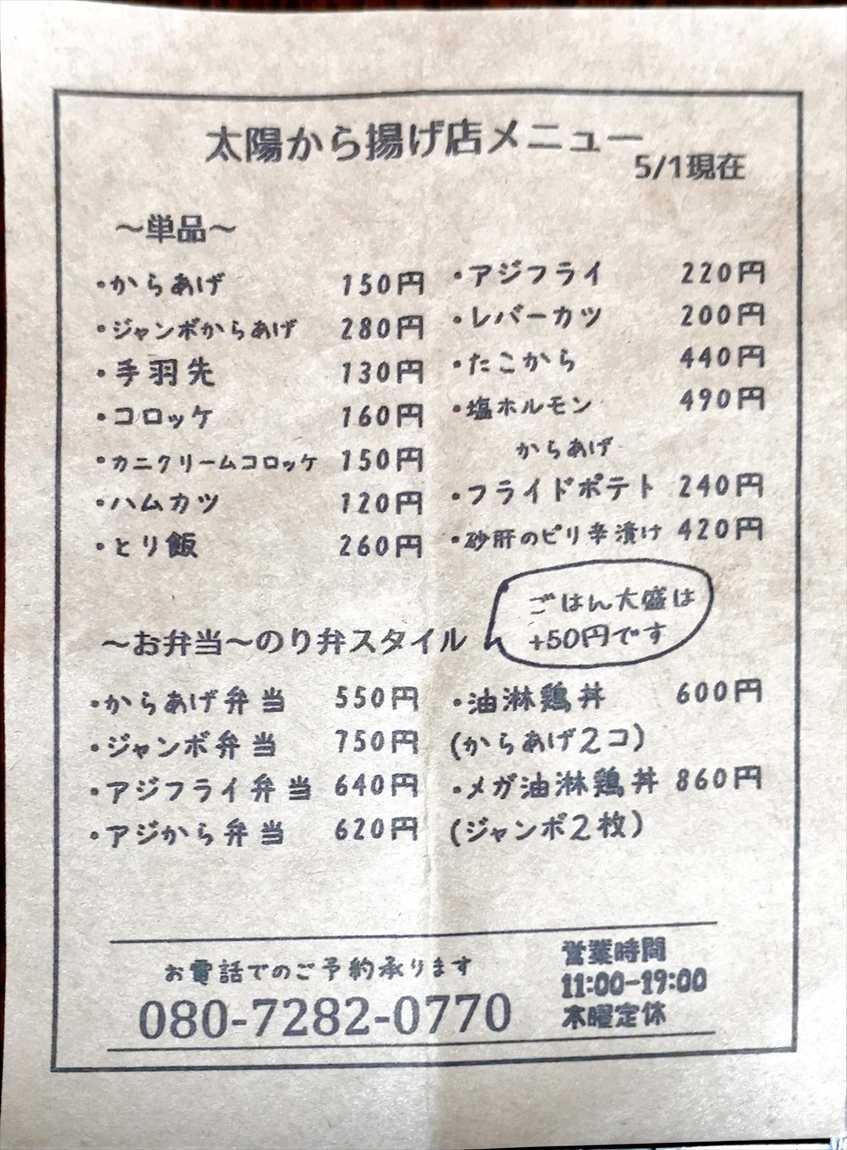 太陽から揚げ店メニュー
5/1現在
～単品～
・からあげ 150円
・ジャンボからあげ 280円
・手羽先 130円
・コロッケ 160円
・カニクリームコロッケ 150円
・ハムカツ 120円
・とり飯 260円
・アジフライ 220円
・レバーカツ 200円
・たこから 440円
・塩ホルモン 490円
からあげ
・フライドポテト 240円
・砂肝のピリ辛漬け 420円
ごはん大盛は
+50円です
～お弁当～のり弁スタイル
・からあげ弁当 550円
・ジャンボ弁当 750円
・アジフライ弁当 640円
・アジから弁当 620円
・油淋鶏丼 600円
(からあげ2コ)
・メガ油淋鶏丼 860円
(ジャンボ2枚)
お電話でのご予約承ります
080-7282-0770
営業時間
11:00-19:00
木曜定休